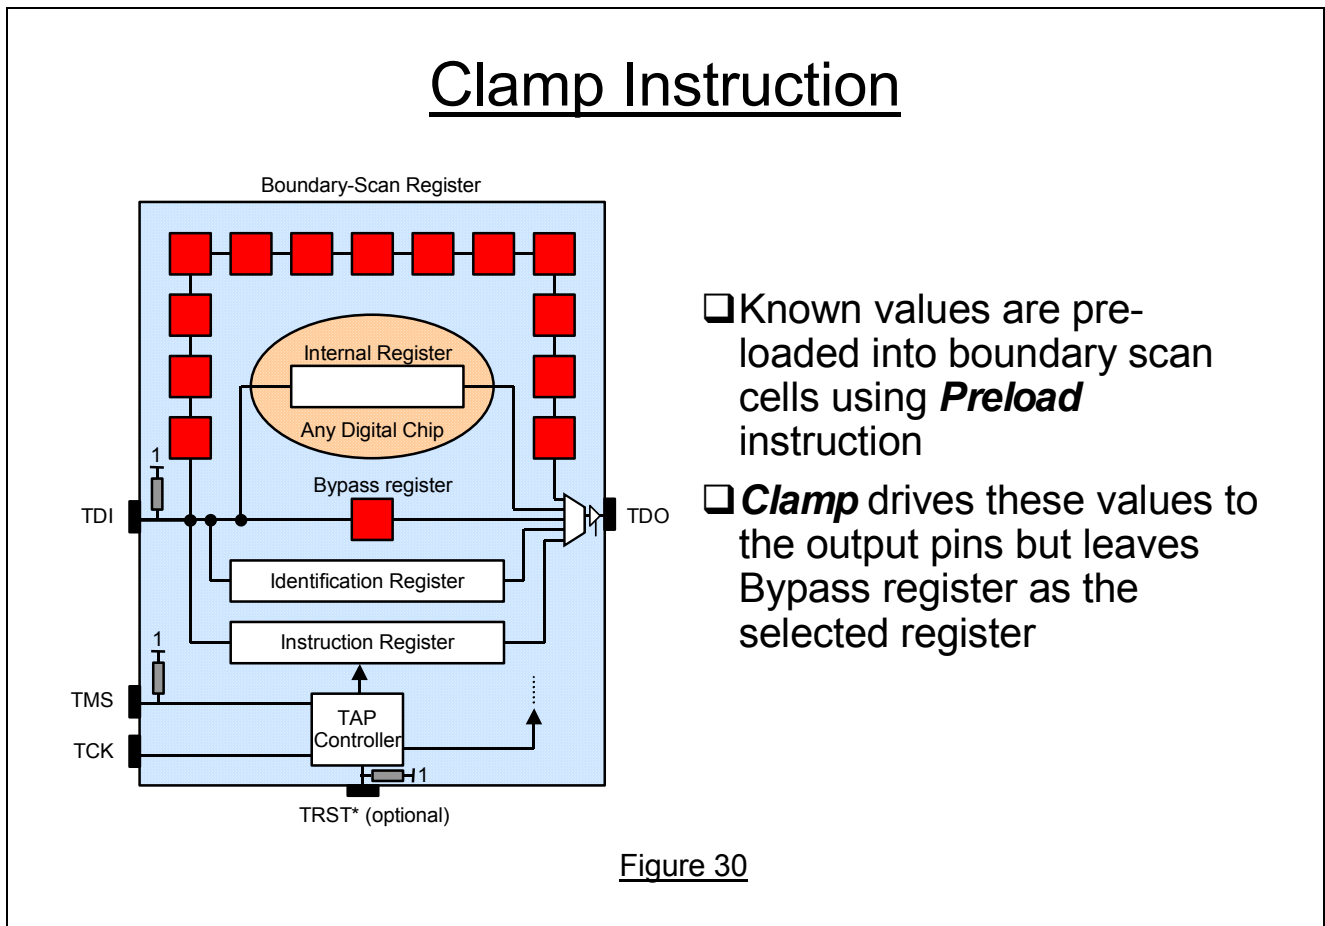 Clamp Instruction
Boundary-Scan Register
Internal Register
Any Digital Chip
1
Bypass register
TDI
TDO
Identification Register
1
Instruction Register
TMS
TAP
Controller
TCK
1
TRST* (optional)
❑Known values are pre-
loaded into boundary scan
cells using Preload
instruction
❑Clamp drives these values to
the output pins but leaves
Bypass register as the
selected register
Figure 30